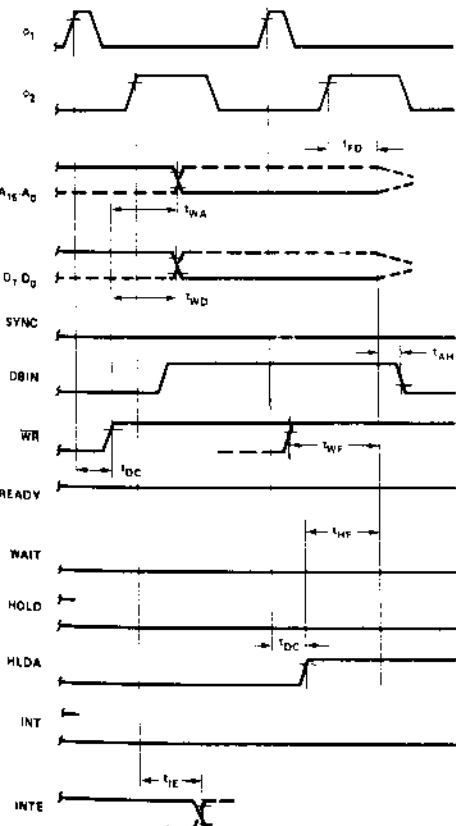 φ1
φ2
tFD
A15-A0
tWA
D7 D0
tWD
SYNC
tAH
DBIN
WR
tWF
tDC
READY
tHF
WAIT
HOLD
tDC
HLDA
INT
tIE
INTE